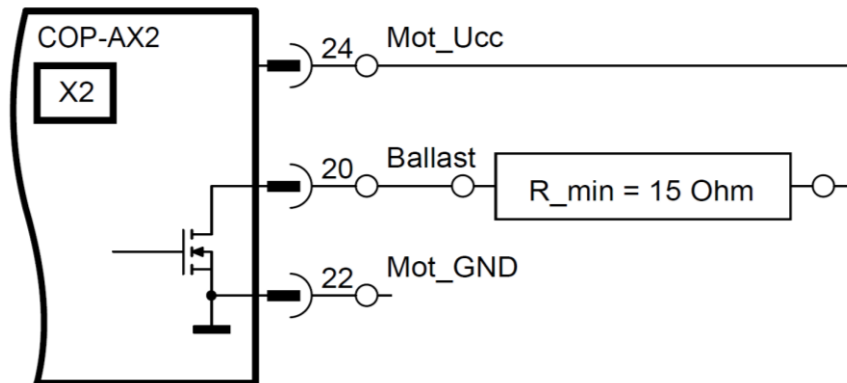 COP-AX2
X2
24 Mot_Ucc
20 Ballast
R_min = 15 Ohm
22 Mot_GND